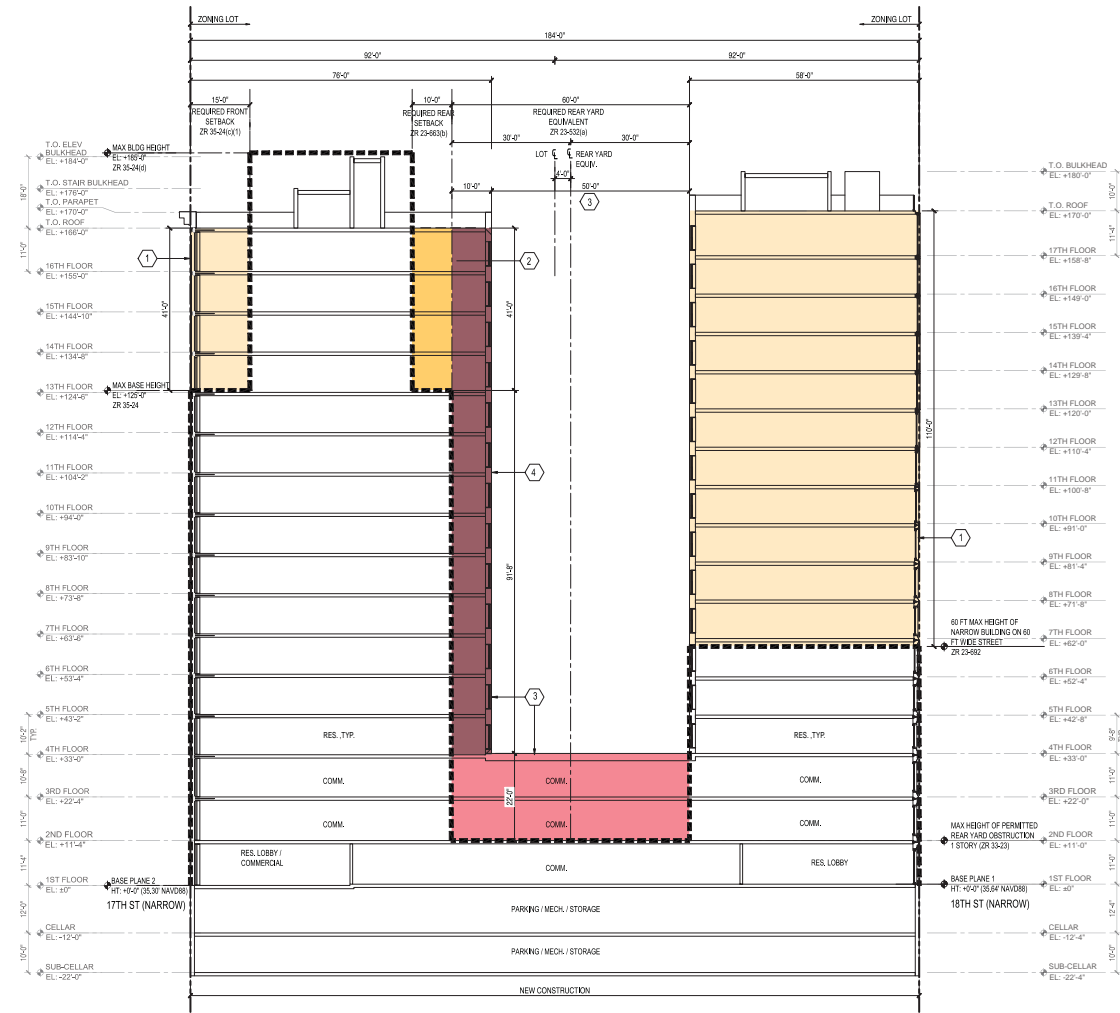 ZONING LOT
ZONING LOT
184'-0"
92'-0"
92'-0"
76'-0"
58'-0"
15'-0"
REQUIRED FRONT
SETBACK
ZR 35-24(c)(1)
10'-0"
REQUIRED REAR
SETBACK
ZR 23-663(b)
60'-0"
REQUIRED REAR YARD
EQUIVALENT
ZR 23-532(a)
30'-0"
30'-0"
LOT
REAR YARD
EQUIV.
4'-0"
10'-0"
50'-0"
3
T.O. ELEV
BULKHEAD
EL: +184'-0"
MAX BLDG HEIGHT
EL: +185'-0"
ZR 35-24(d)
T.O. STAIR BULKHEAD
EL: +176'-0"
T.O. PARAPET
EL: +170'-0"
T.O. ROOF
EL: +166'-0"
16TH FLOOR
EL: +155'-0"
15TH FLOOR
EL: +144'-10"
14TH FLOOR
EL: +134'-8"
13TH FLOOR
EL: +124'-6"
MAX BASE HEIGHT
EL: +125'-0"
ZR 35-24
12TH FLOOR
EL: +114'-4"
11TH FLOOR
EL: +104'-2"
10TH FLOOR
EL: +94'-0"
9TH FLOOR
EL: +83'-10"
8TH FLOOR
EL: +73'-8"
7TH FLOOR
EL: +63'-6"
6TH FLOOR
EL: +53'-4"
5TH FLOOR
EL: +43'-2"
4TH FLOOR
EL: +33'-0"
3RD FLOOR
EL: +22'-4"
2ND FLOOR
EL: +11'-4"
1ST FLOOR
EL: ±0"
BASE PLANE 2
HT: +0'-0" (35.30' NAVD88)
17TH ST (NARROW)
CELLAR
EL: -12'-0"
SUB-CELLAR
EL: -22'-0"
18'-0"
11'-0"
10'-2"
TYP.
10'-8"
11'-0"
11'-4"
12'-0"
10'-0"
1
41'-0"
2
41'-0"
4
91'-8"
3
22'-0"
RES. ,TYP.
COMM.
COMM.
COMM.
COMM.
RES. ,TYP.
COMM.
COMM.
RES. LOBBY /
COMMERCIAL
COMM.
RES. LOBBY
PARKING / MECH. / STORAGE
PARKING / MECH. / STORAGE
NEW CONSTRUCTION
110'-0"
1
T.O. BULKHEAD
EL: +180'-0"
T.O. ROOF
EL: +170'-0"
17TH FLOOR
EL: +158'-8"
16TH FLOOR
EL: +149'-0"
15TH FLOOR
EL: +139'-4"
14TH FLOOR
EL: +129'-8"
13TH FLOOR
EL: +120'-0"
12TH FLOOR
EL: +110'-4"
11TH FLOOR
EL: +100'-8"
10TH FLOOR
EL: +91'-0"
9TH FLOOR
EL: +81'-4"
8TH FLOOR
EL: +71'-8"
60 FT MAX HEIGHT OF
NARROW BUILDING ON 60
FT WIDE STREET
ZR 23-692
7TH FLOOR
EL: +62'-0"
6TH FLOOR
EL: +52'-4"
5TH FLOOR
EL: +42'-8"
4TH FLOOR
EL: +33'-0"
3RD FLOOR
EL: +22'-0"
MAX HEIGHT OF PERMITTED
REAR YARD OBSTRUCTION
1 STORY (ZR 33-23)
2ND FLOOR
EL: +11'-0"
BASE PLANE 1
HT: +0'-0" (35.64' NAVD88)
18TH ST (NARROW)
1ST FLOOR
EL: ±0"
CELLAR
EL: -12'-4"
SUB-CELLAR
EL: -22'-4"
10'-0"
11'-4"
9'-8"
11'-0"
11'-0"
11'-0"
12'-4"
10'-0"